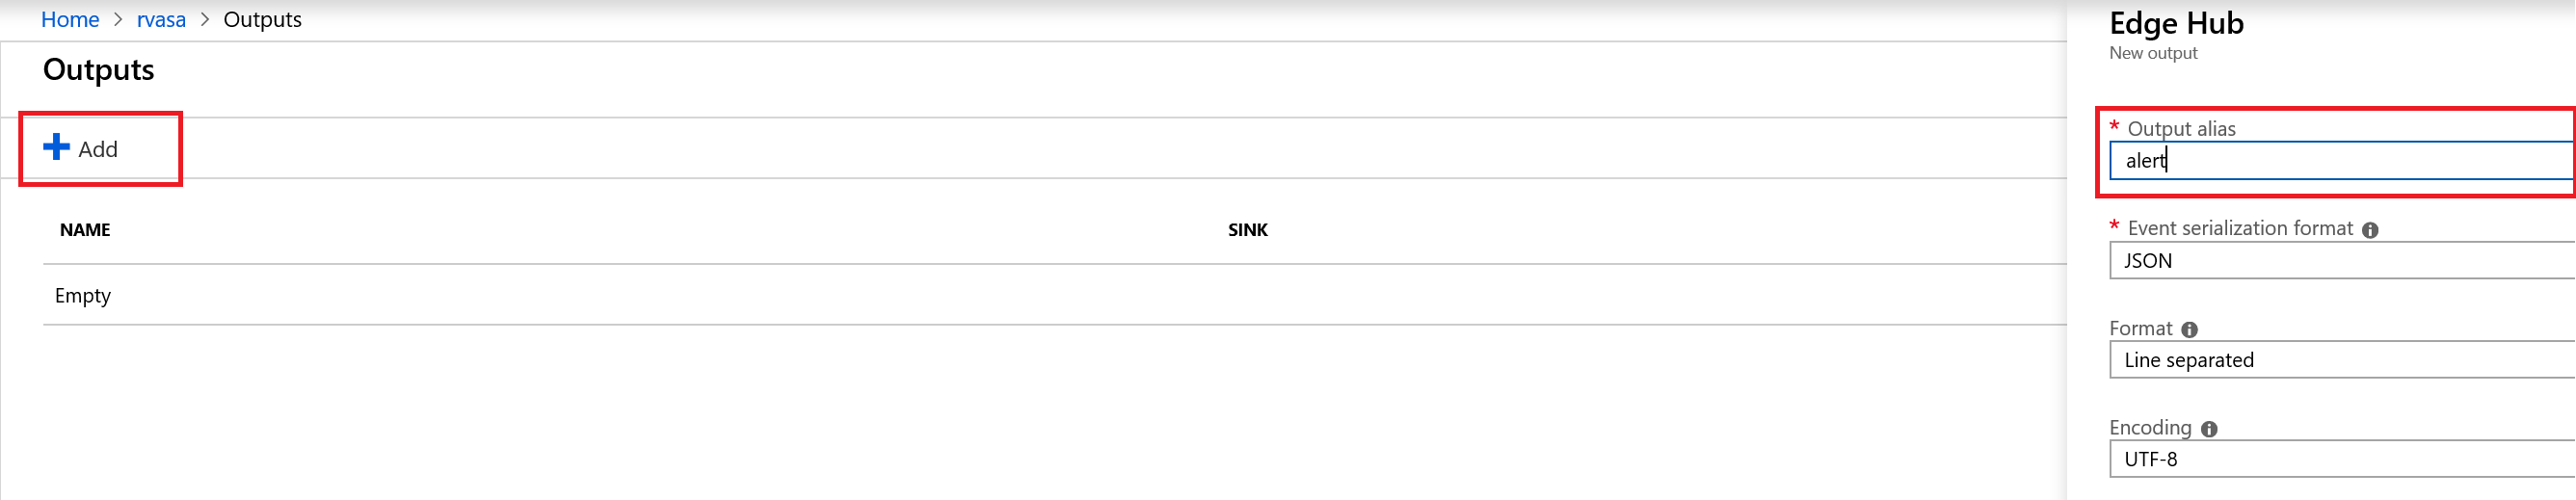 Home > rvasa > Outputs
Outputs
Add
NAME SINK
Empty
Edge Hub
New output
* Output alias
alert
* Event serialization format
JSON
Format
Line separated
Encoding
UTF-8